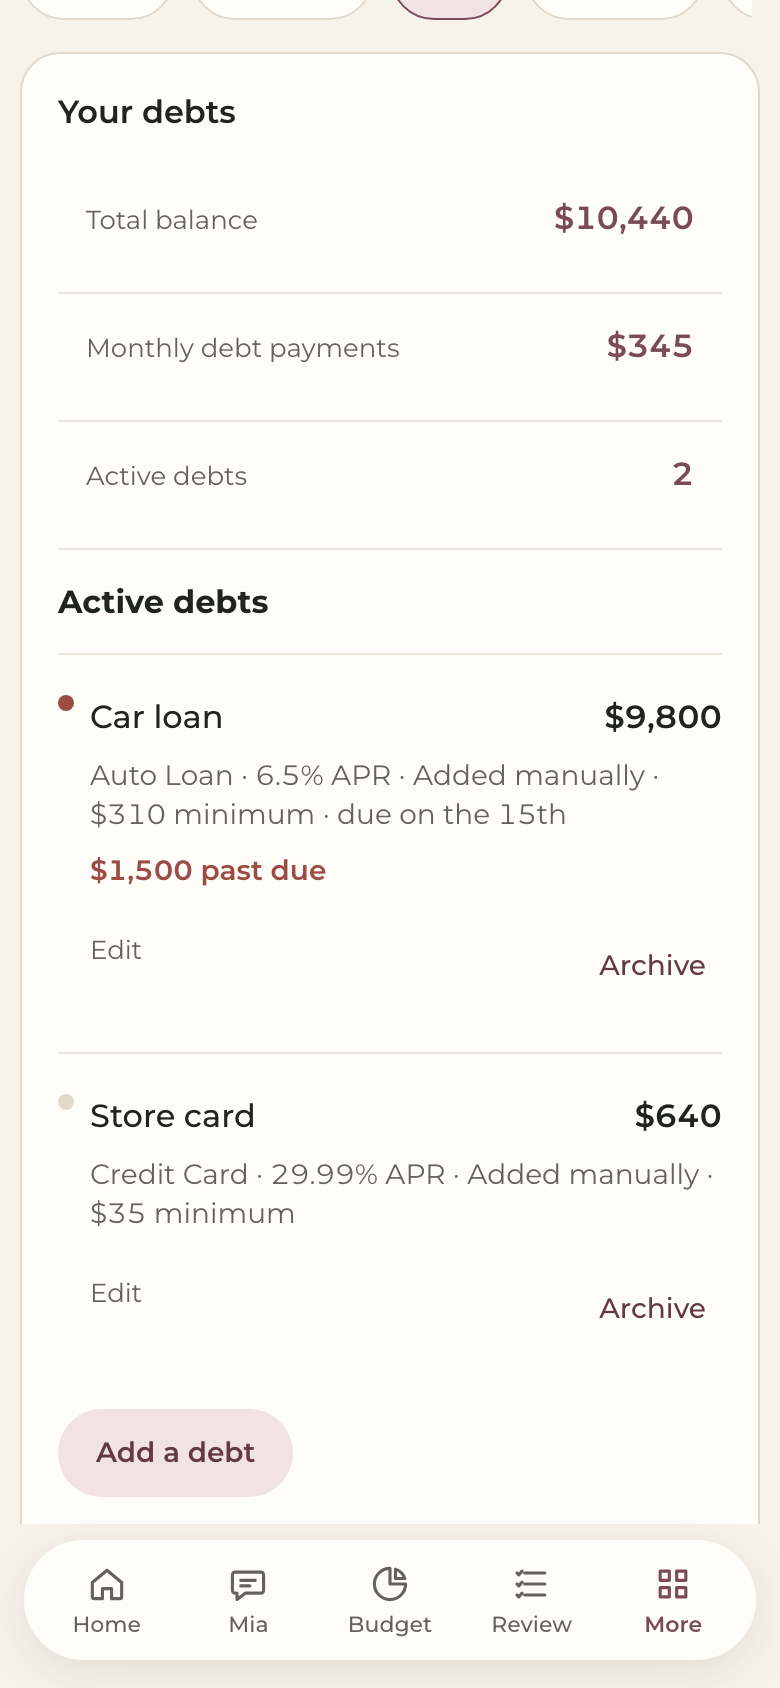 Your debts
Total balance $10,440
Monthly debt payments $345
Active debts 2
Active debts
Car loan $9,800
Auto Loan · 6.5% APR · Added manually ·
$310 minimum · due on the 15th
$1,500 past due
Edit Archive
Store card $640
Credit Card · 29.99% APR · Added manually ·
$35 minimum
Edit Archive
Add a debt
Home Mia Budget Review More